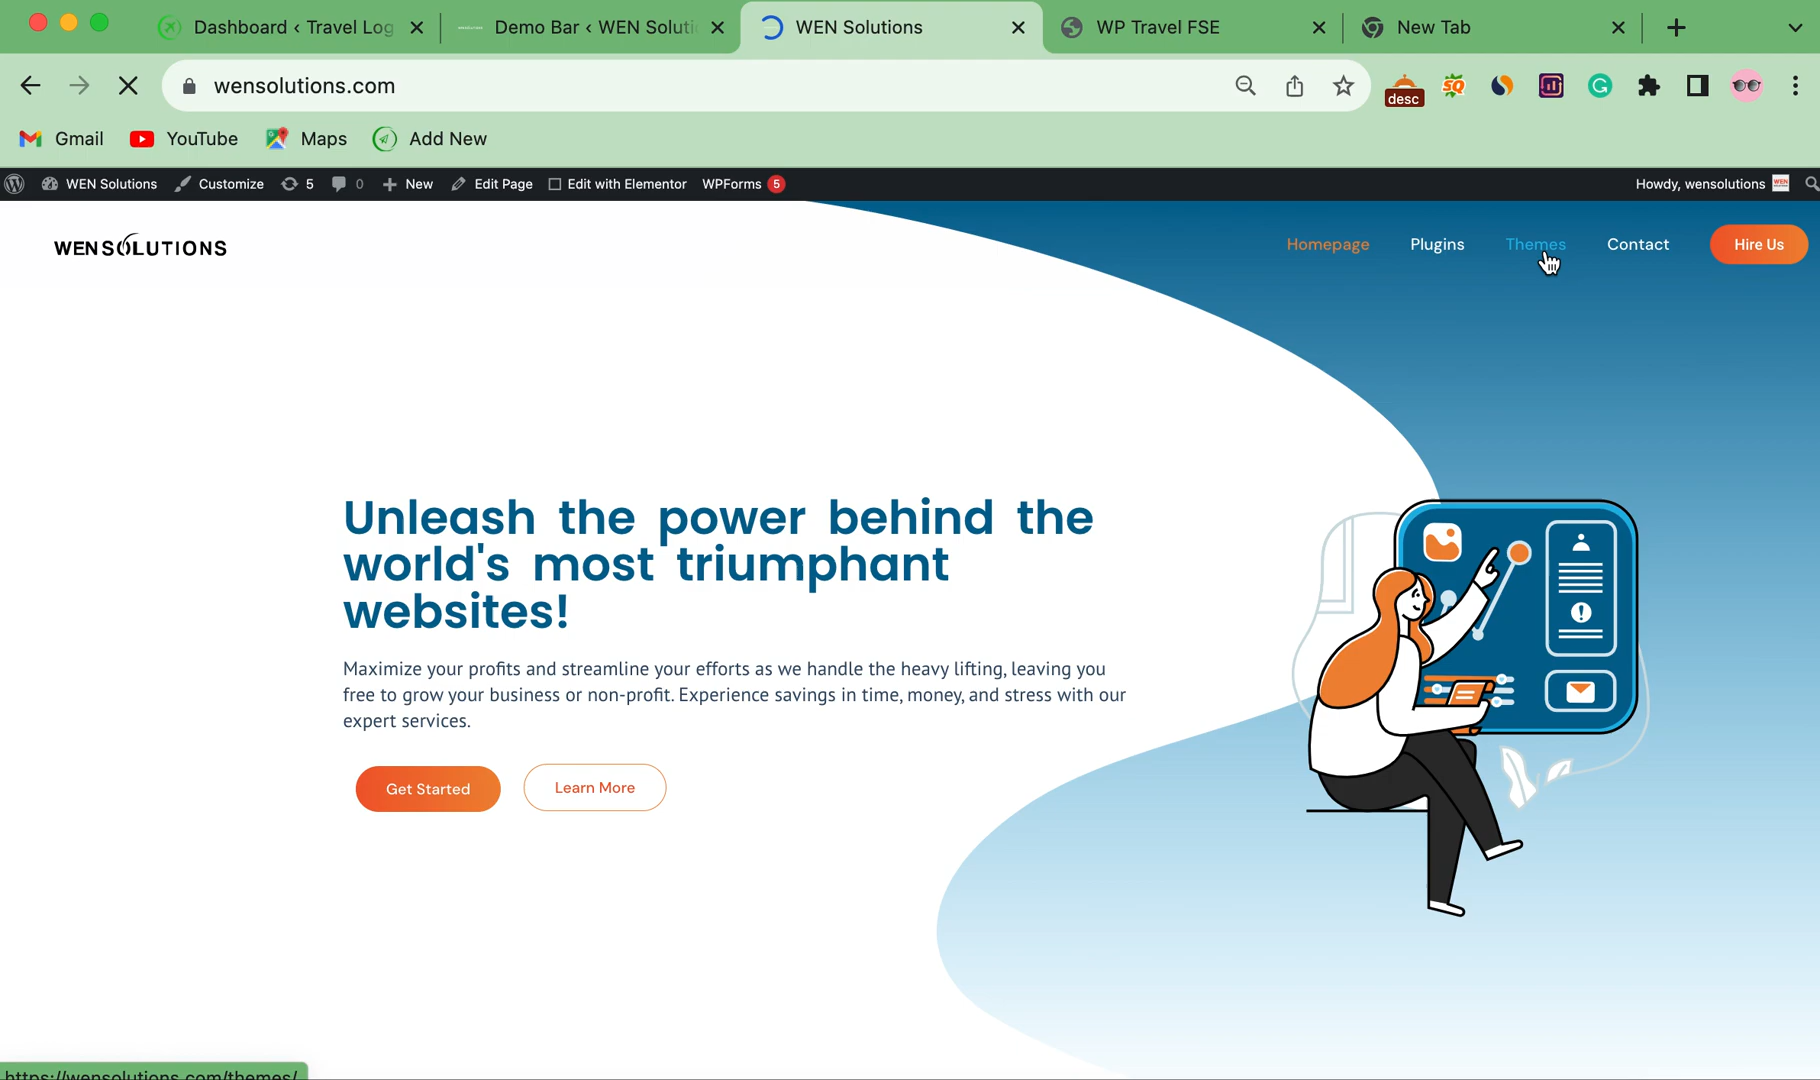 Dashboard ‹ Travel Log
Demo Bar ‹ WEN Soluti
WEN Solutions
WP Travel FSE
New Tab
wensolutions.com
desc
SQ
G
Gmail
YouTube
Maps
Add New
WEN Solutions
Customize
5
0
New
Edit Page
Edit with Elementor
WPForms 5
Howdy, wensolutions
WEN
WEN SOLUTIONS
Homepage
Plugins
Themes
Contact
Hire Us
Unleash the power behind the
world's most triumphant
websites!
Maximize your profits and streamline your efforts as we handle the heavy lifting, leaving you
free to grow your business or non-profit. Experience savings in time, money, and stress with our
expert services.
Get Started
Learn More
https://wensolutions.com/themes/